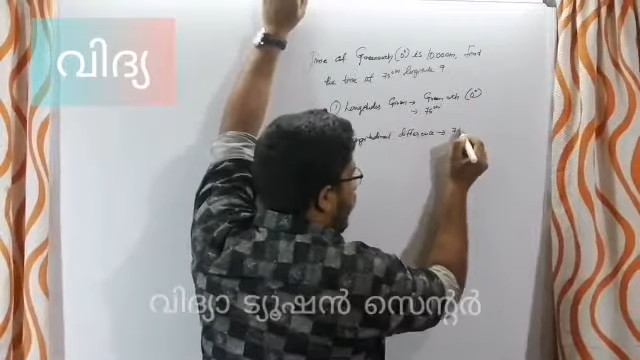 വിദ്യ
Time at Greenwich (0°) is 10.00am, find
the time at 75° longitude ?
① Longitudes Given → Greenwich (0°)
→ 75°
difference → 75
വിദ്യാ ട്യൂഷൻ സെൻ്റർ